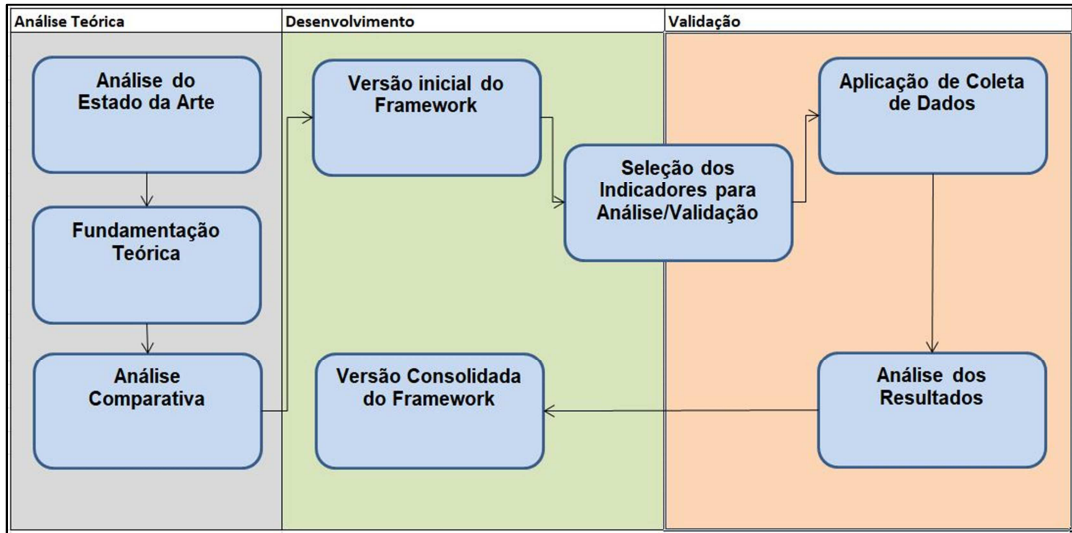 Análise Teórica
Desenvolvimento
Validação
Análise do
Estado da Arte
Fundamentação
Teórica
Análise
Comparativa
Versão inicial do
Framework
Seleção dos
Indicadores para
Análise/Validação
Aplicação de Coleta
de Dados
Análise dos
Resultados
Versão Consolidada
do Framework